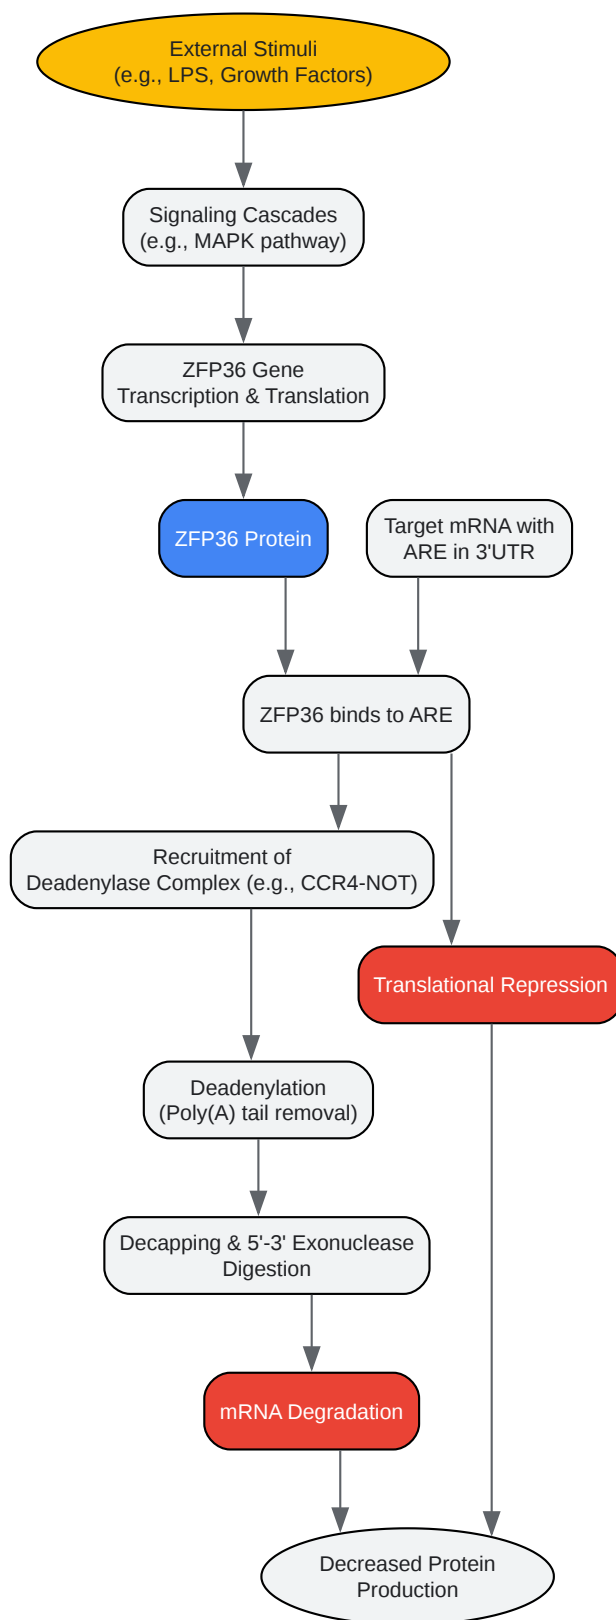 External Stimuli
(e.g., LPS, Growth Factors)
Signaling Cascades
(e.g., MAPK pathway)
ZFP36 Gene
Transcription & Translation
ZFP36 Protein
Target mRNA with
ARE in 3'UTR
ZFP36 binds to ARE
Recruitment of
Deadenylase Complex (e.g., CCR4-NOT)
Translational Repression
Deadenylation
(Poly(A) tail removal)
Decapping & 5'-3' Exonuclease
Digestion
mRNA Degradation
Decreased Protein
Production